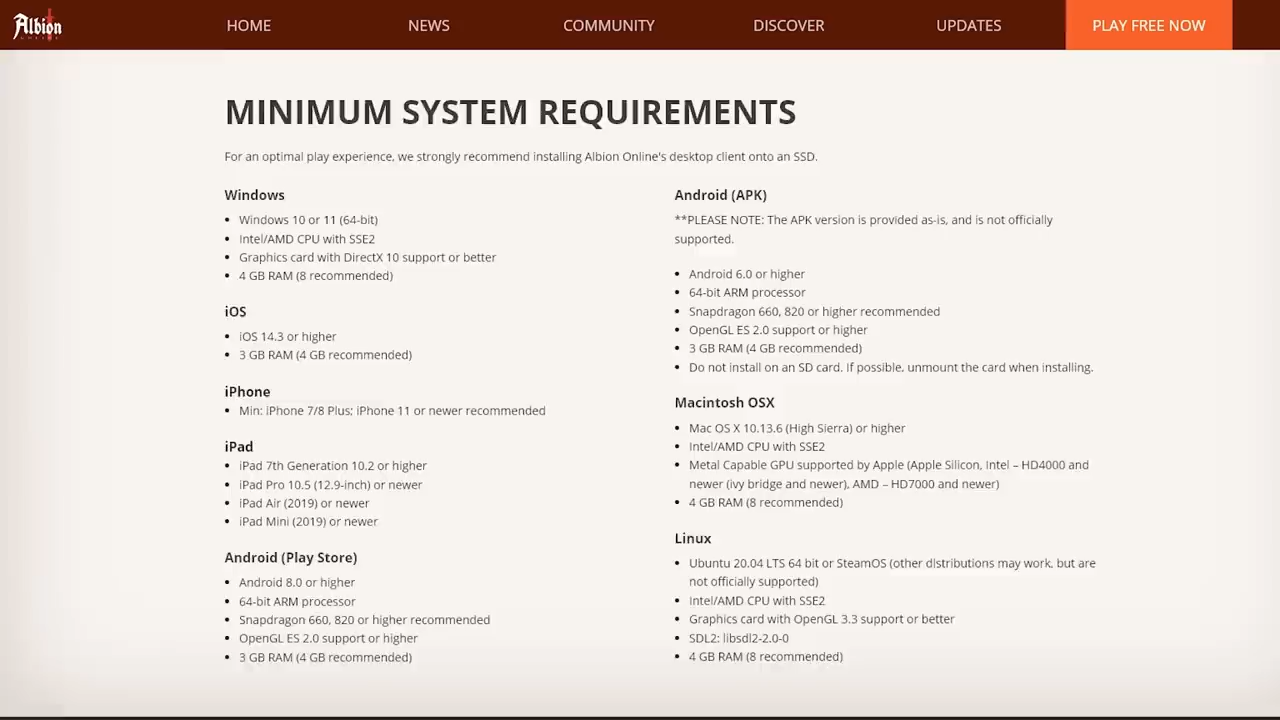 Albion
ONLINE
HOME
NEWS
COMMUNITY
DISCOVER
UPDATES
PLAY FREE NOW
MINIMUM SYSTEM REQUIREMENTS
For an optimal play experience, we strongly recommend installing Albion Online's desktop client onto an SSD.
Windows
• Windows 10 or 11 (64-bit)
• Intel/AMD CPU with SSE2
• Graphics card with DirectX 10 support or better
• 4 GB RAM (8 recommended)
iOS
• iOS 14.3 or higher
• 3 GB RAM (4 GB recommended)
iPhone
• Min: iPhone 7/8 Plus; iPhone 11 or newer recommended
iPad
• iPad 7th Generation 10.2 or higher
• iPad Pro 10.5 (12.9-inch) or newer
• iPad Air (2019) or newer
• iPad Mini (2019) or newer
Android (Play Store)
• Android 8.0 or higher
• 64-bit ARM processor
• Snapdragon 660, 820 or higher recommended
• OpenGL ES 2.0 support or higher
• 3 GB RAM (4 GB recommended)
Android (APK)
**PLEASE NOTE: The APK version is provided as-is, and is not officially
supported.
• Android 6.0 or higher
• 64-bit ARM processor
• Snapdragon 660, 820 or higher recommended
• OpenGL ES 2.0 support or higher
• 3 GB RAM (4 GB recommended)
• Do not install on an SD card. If possible, unmount the card when installing.
Macintosh OSX
• Mac OS X 10.13.6 (High Sierra) or higher
• Intel/AMD CPU with SSE2
• Metal Capable GPU supported by Apple (Apple Silicon, Intel – HD4000 and
newer (ivy bridge and newer), AMD – HD7000 and newer)
• 4 GB RAM (8 recommended)
Linux
• Ubuntu 20.04 LTS 64 bit or SteamOS (other distributions may work, but are
not officially supported)
• Intel/AMD CPU with SSE2
• Graphics card with OpenGL 3.3 support or better
• SDL2: libsdl2-2.0-0
• 4 GB RAM (8 recommended)